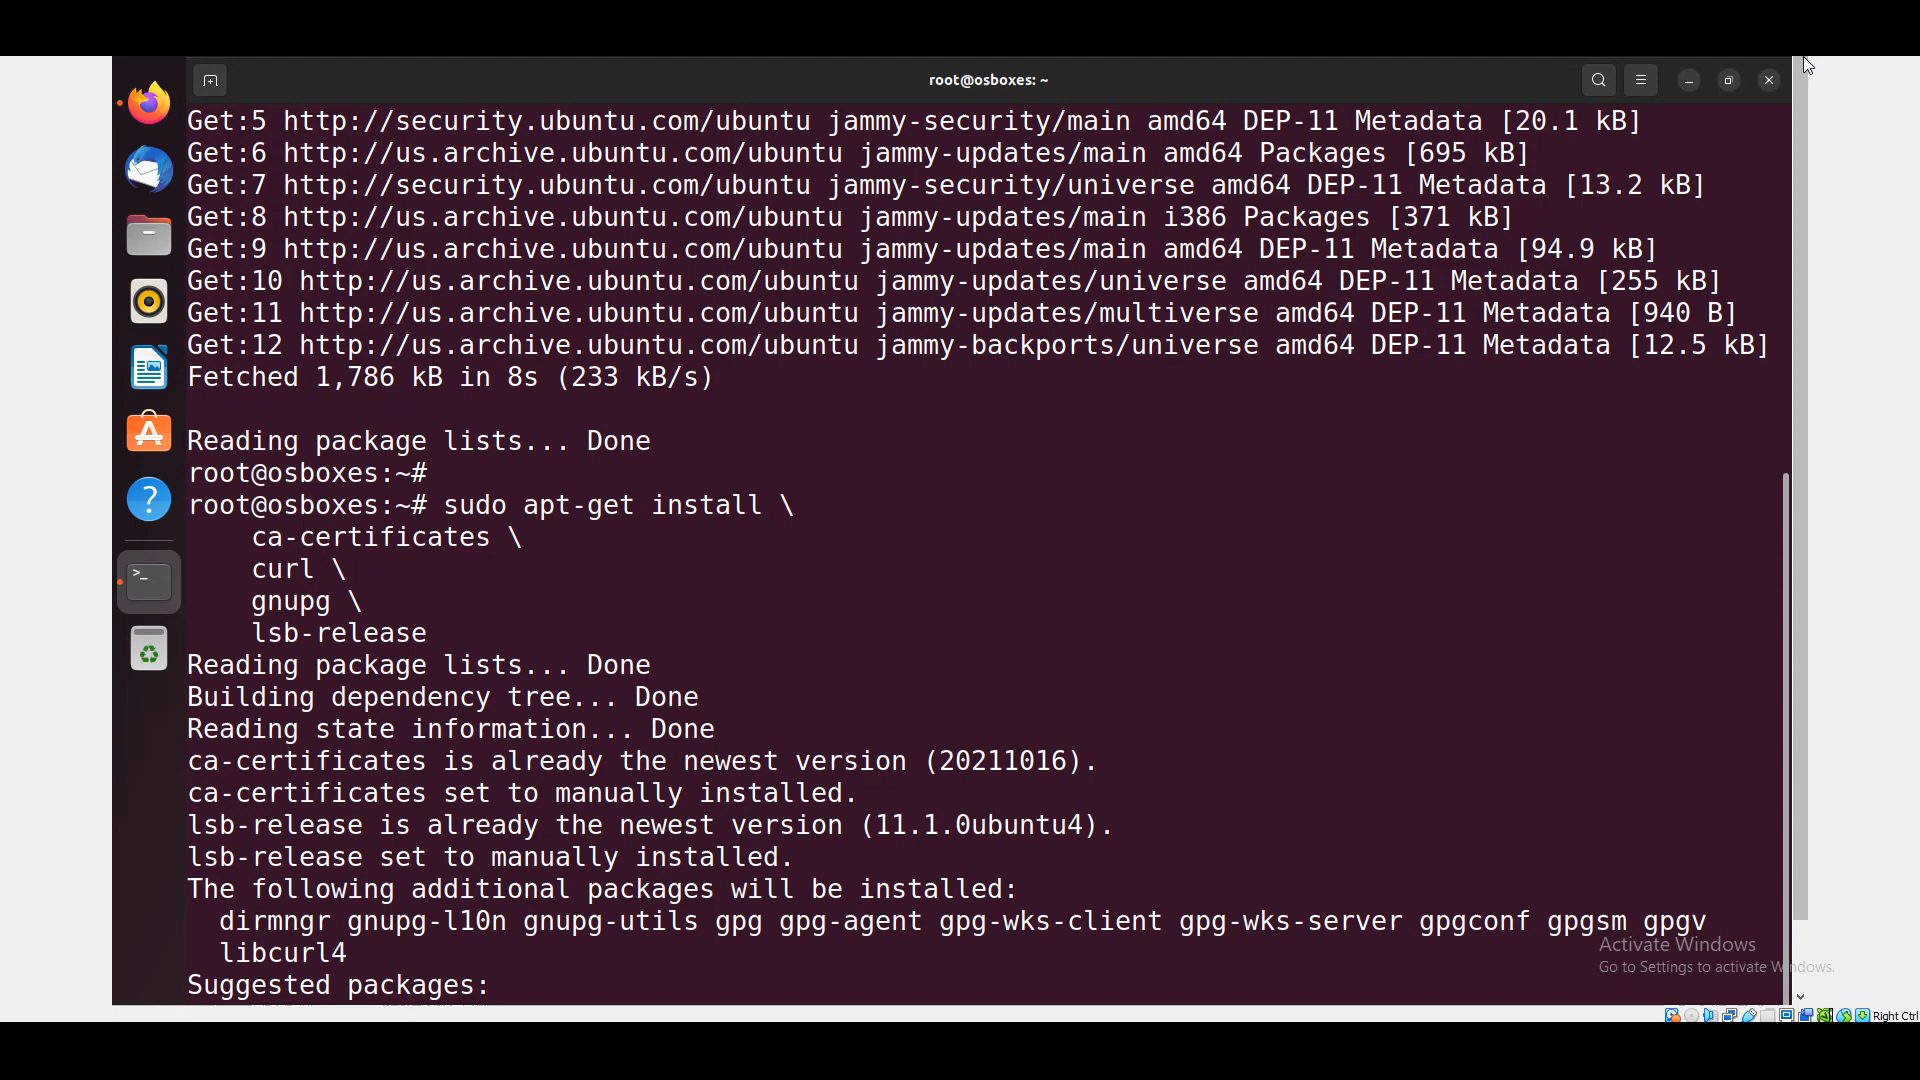 root@osboxes: ~
Get:5 http://security.ubuntu.com/ubuntu jammy-security/main amd64 DEP-11 Metadata [20.1 kB]
Get:6 http://us.archive.ubuntu.com/ubuntu jammy-updates/main amd64 Packages [695 kB]
Get:7 http://security.ubuntu.com/ubuntu jammy-security/universe amd64 DEP-11 Metadata [13.2 kB]
Get:8 http://us.archive.ubuntu.com/ubuntu jammy-updates/main i386 Packages [371 kB]
Get:9 http://us.archive.ubuntu.com/ubuntu jammy-updates/main amd64 DEP-11 Metadata [94.9 kB]
Get:10 http://us.archive.ubuntu.com/ubuntu jammy-updates/universe amd64 DEP-11 Metadata [255 kB]
Get:11 http://us.archive.ubuntu.com/ubuntu jammy-updates/multiverse amd64 DEP-11 Metadata [940 B]
Get:12 http://us.archive.ubuntu.com/ubuntu jammy-backports/universe amd64 DEP-11 Metadata [12.5 kB]
Fetched 1,786 kB in 8s (233 kB/s)
Reading package lists... Done
root@osboxes:~#
root@osboxes:~# sudo apt-get install \
ca-certificates \
curl \
gnupg \
lsb-release
Reading package lists... Done
Building dependency tree... Done
Reading state information... Done
ca-certificates is already the newest version (20211016).
ca-certificates set to manually installed.
lsb-release is already the newest version (11.1.0ubuntu4).
lsb-release set to manually installed.
The following additional packages will be installed:
dirmngr gnupg-l10n gnupg-utils gpg gpg-agent gpg-wks-client gpg-wks-server gpgconf gpgsm gpgv
libcurl4
Suggested packages:
Activate Windows
Go to Settings to activate Windows.
Right Ctrl